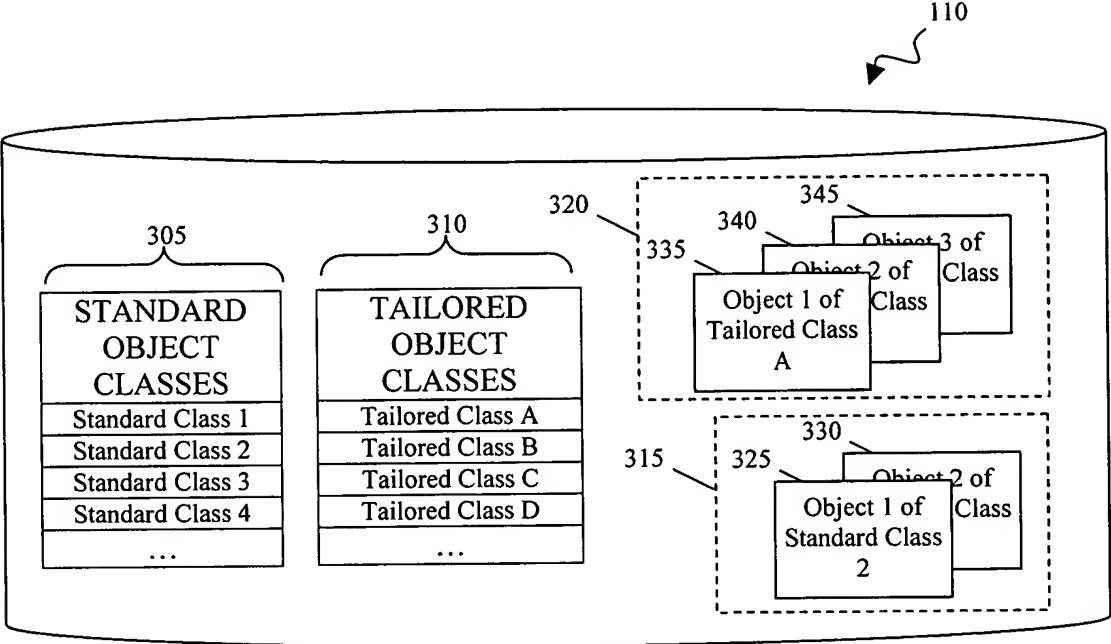 110
305
STANDARD
OBJECT
CLASSES
Standard Class 1
Standard Class 2
Standard Class 3
Standard Class 4
...
310
TAILORED
OBJECT
CLASSES
Tailored Class A
Tailored Class B
Tailored Class C
Tailored Class D
...
320
345
Object 3 of
Class
340
Object 2 of
Class
335
Object 1 of
Tailored Class
A
315
330
Object 2 of
Class
325
Object 1 of
Standard Class
2